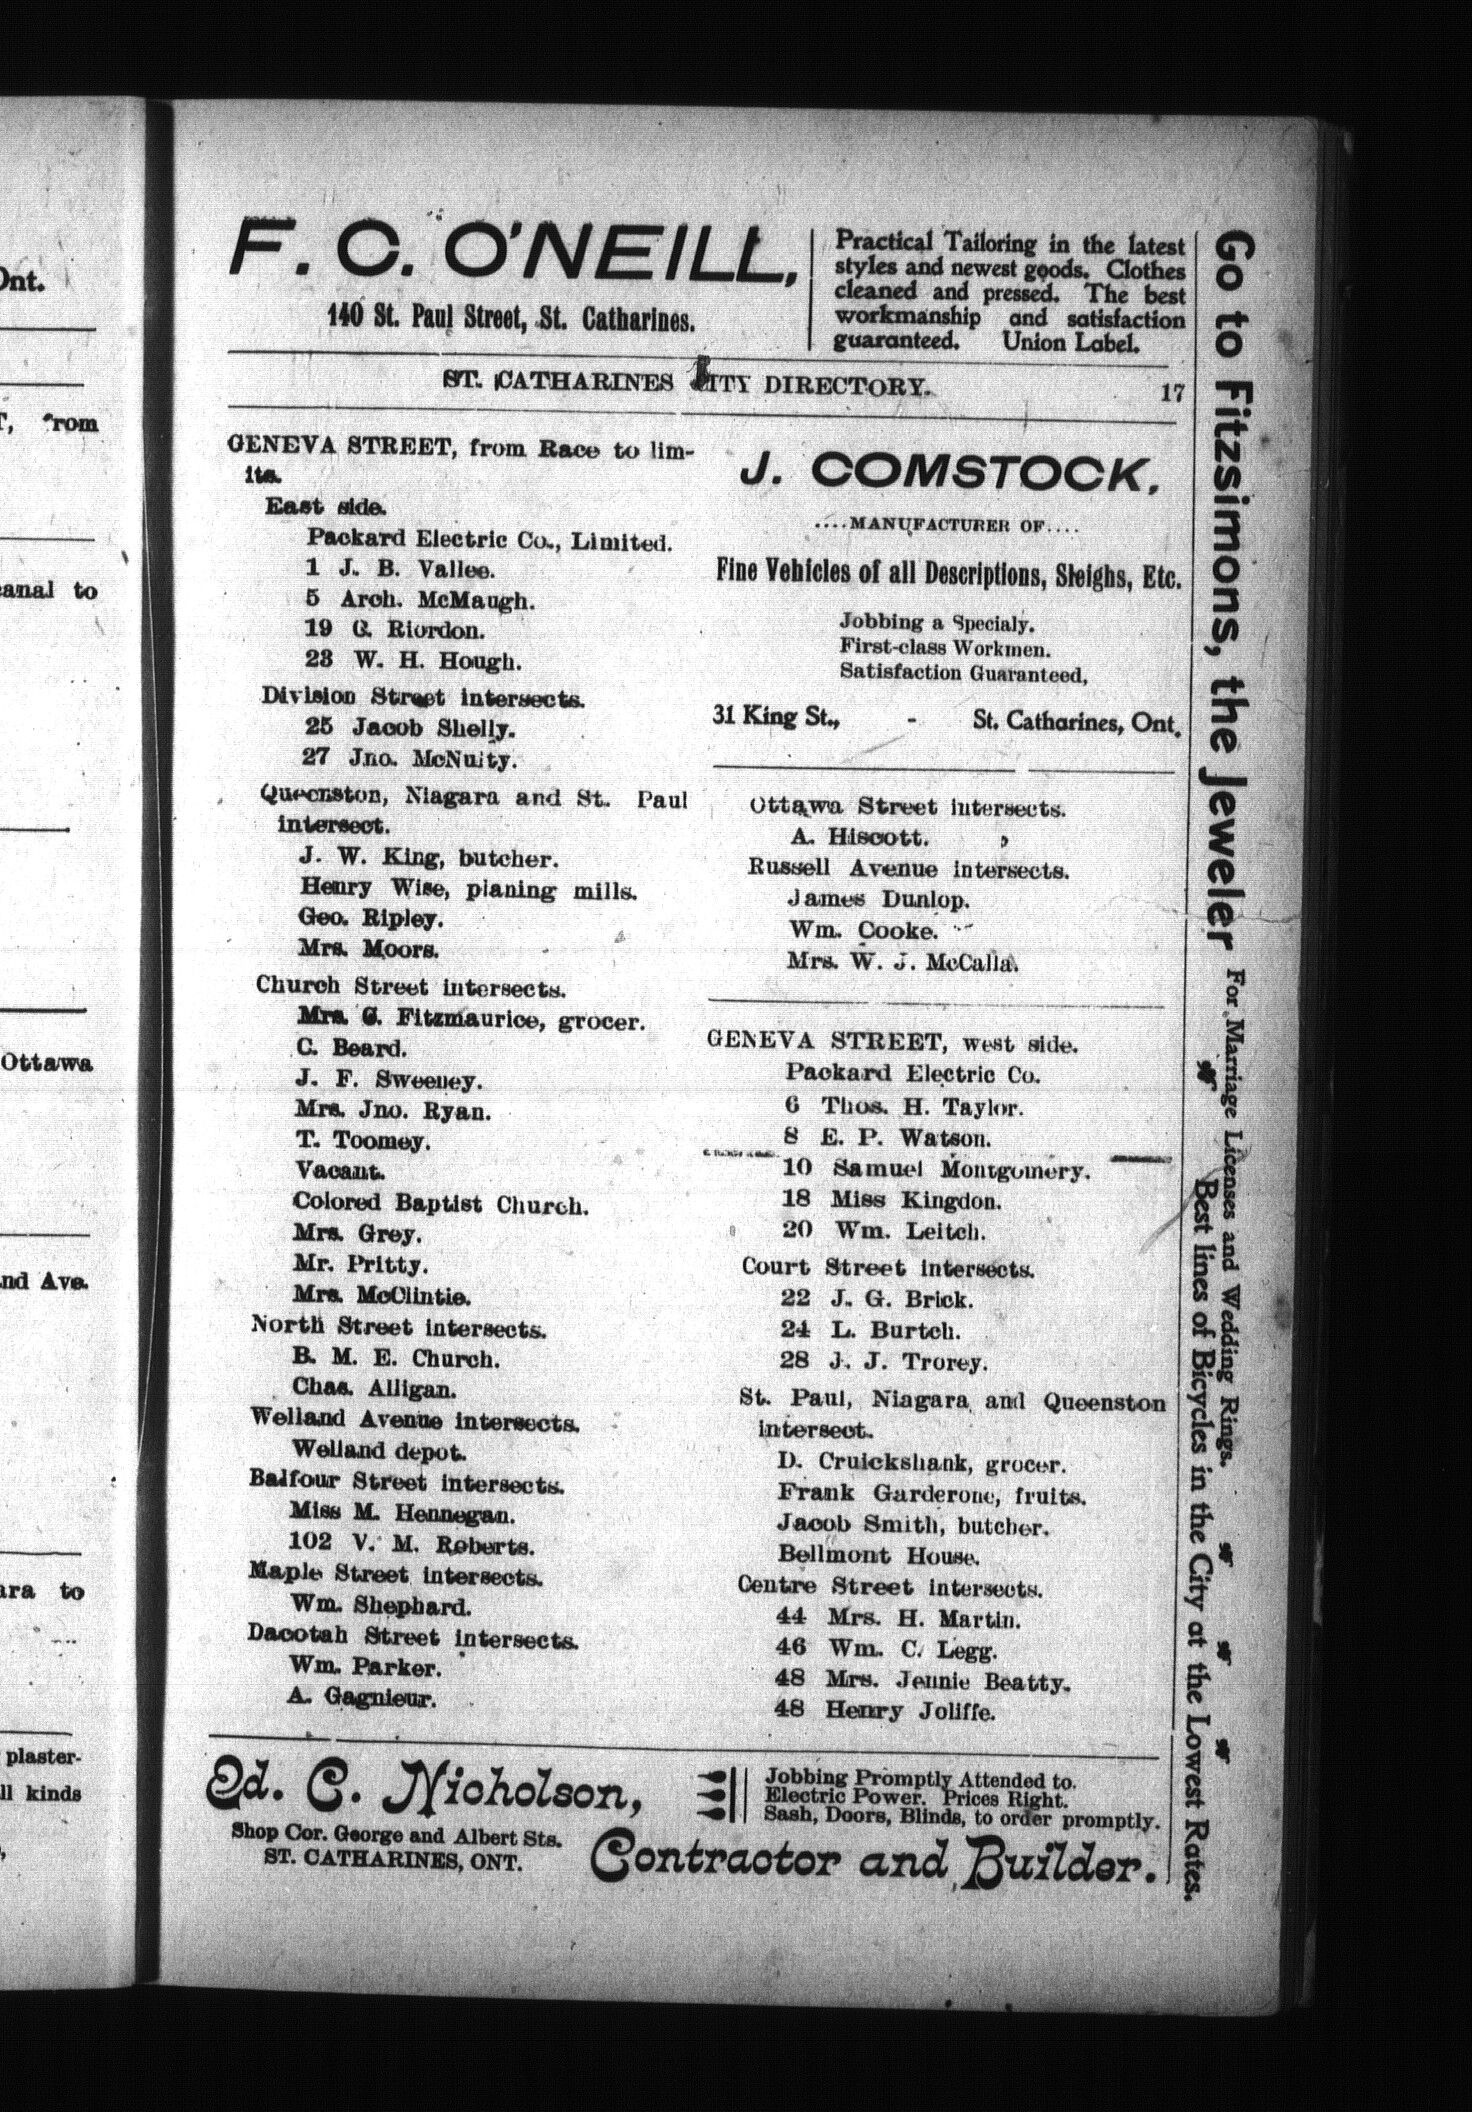 Ont.
T, from
canal to
Ottawa
and Ave.
ara to
plaster-
all kinds
F. C. O'NEILL,
140 St. Paul Street, St. Catharines.
Practical Tailoring in the latest
styles and newest goods. Clothes
cleaned and pressed. The best
workmanship and satisfaction
guaranteed. Union Label.
ST. CATHARINES CITY DIRECTORY. 17
GENEVA STREET, from Race to lim-
its.
East side.
Packard Electric Co., Limited.
1 J. B. Vallee.
5 Arch. McMaugh.
19 G. Riordon.
23 W. H. Hough.
Division Street intersects.
25 Jacob Shelly.
27 Jno. McNulty.
Queenston, Niagara and St. Paul
intersect.
J. W. King, butcher.
Henry Wise, planing mills.
Geo. Ripley.
Mrs. Moors.
Church Street intersects.
Mrs. G. Fitzmaurice, grocer.
C. Beard.
J. F. Sweeney.
Mrs. Jno. Ryan.
T. Toomey.
Vacant.
Colored Baptist Church.
Mrs. Grey.
Mr. Pritty.
Mrs. McClintie.
North Street intersects.
B. M. E. Church.
Chas. Alligan.
Welland Avenue intersects.
Welland depot.
Balfour Street intersects.
Miss M. Hennegan.
102 V. M. Roberts.
Maple Street intersects.
Wm. Shephard.
Dacotah Street intersects.
Wm. Parker.
A. Gagnieur.
J. COMSTOCK,
....MANUFACTURER OF....
Fine Vehicles of all Descriptions, Sleighs, Etc.
Jobbing a Specialy.
First-class Workmen.
Satisfaction Guaranteed,
31 King St., - St. Catharines, Ont.
Ottawa Street intersects.
A. Hiscott.
Russell Avenue intersects.
James Dunlop.
Wm. Cooke.
Mrs. W. J. McCalla.
GENEVA STREET, west side.
Packard Electric Co.
6 Thos. H. Taylor.
8 E. P. Watson.
10 Samuel Montgomery.
18 Miss Kingdon.
20 Wm. Leitch.
Court Street intersects.
22 J. G. Brick.
24 L. Burtch.
28 J. J. Trorey.
St. Paul, Niagara and Queenston
intersect.
D. Cruickshank, grocer.
Frank Garderone, fruits.
Jacob Smith, butcher.
Bellmont House.
Centre Street intersects.
44 Mrs. H. Martin.
46 Wm. C. Legg.
48 Mrs. Jennie Beatty.
48 Henry Joliffe.
Ed. C. Nicholson,
Shop Cor. George and Albert Sts.
ST. CATHARINES, ONT.
Jobbing Promptly Attended to.
Electric Power. Prices Right.
Sash, Doors, Blinds, to order promptly.
Contractor and Builder.
Go to Fitzsimons, the Jeweler
For Marriage Licenses and Wedding Rings.
Best lines of Bicycles in the City at the Lowest Rates.